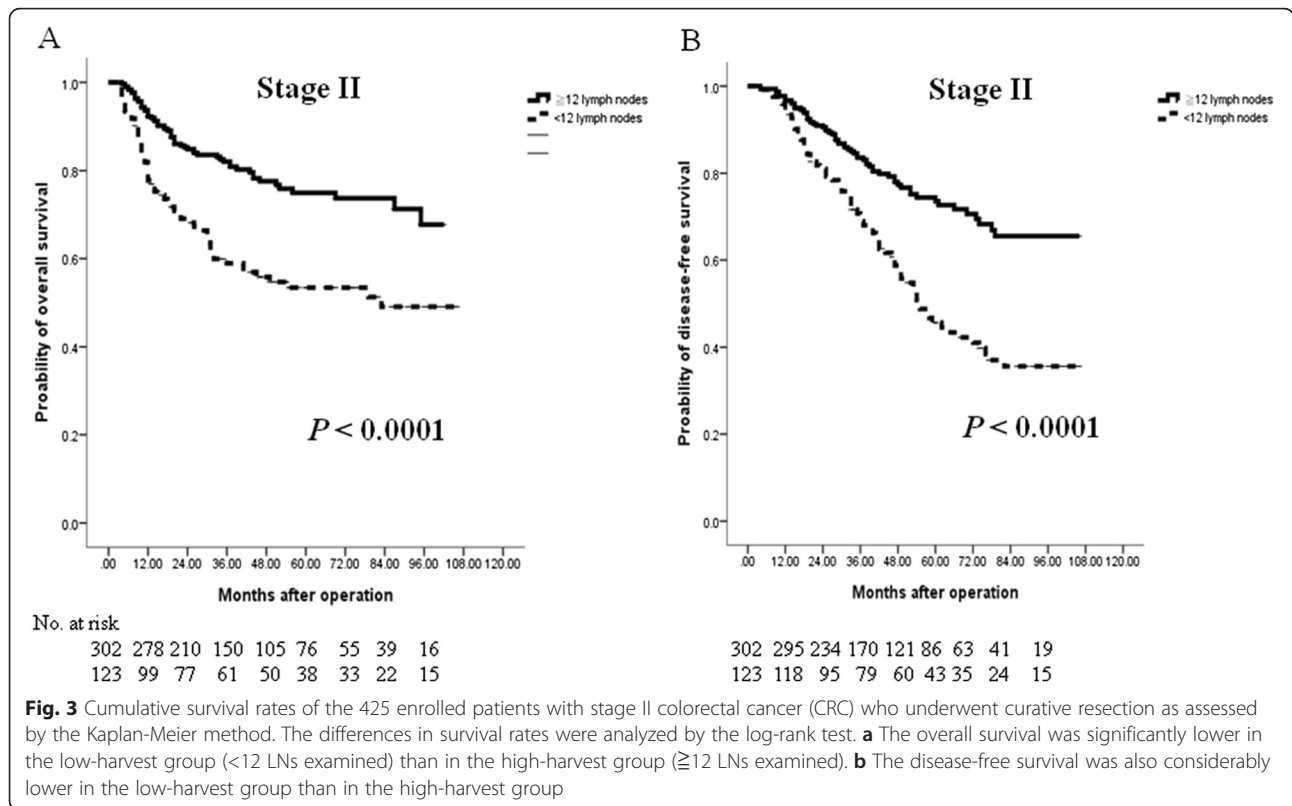 A
Stage II
≧12 lymph nodes
<12 lymph nodes
Proability of overall survival
1.0
0.8
0.6
0.4
0.2
0.0
P < 0.0001
.00 12.00 24.00 36.00 48.00 60.00 72.00 84.00 96.00 108.00 120.00
Months after operation
No. at risk
302 278 210 150 105 76 55 39 16
123 99 77 61 50 38 33 22 15
B
Stage II
≧12 lymph nodes
<12 lymph nodes
Proability of disease-free survival
1.0
0.8
0.6
0.4
0.2
0.0
P < 0.0001
.00 12.00 24.00 36.00 48.00 60.00 72.00 84.00 96.00 108.00 120.00
Months after operation
302 295 234 170 121 86 63 41 19
123 118 95 79 60 43 35 24 15
Fig. 3 Cumulative survival rates of the 425 enrolled patients with stage II colorectal cancer (CRC) who underwent curative resection as assessed
by the Kaplan-Meier method. The differences in survival rates were analyzed by the log-rank test. a The overall survival was significantly lower in
the low-harvest group (<12 LNs examined) than in the high-harvest group (≧12 LNs examined). b The disease-free survival was also considerably
lower in the low-harvest group than in the high-harvest group